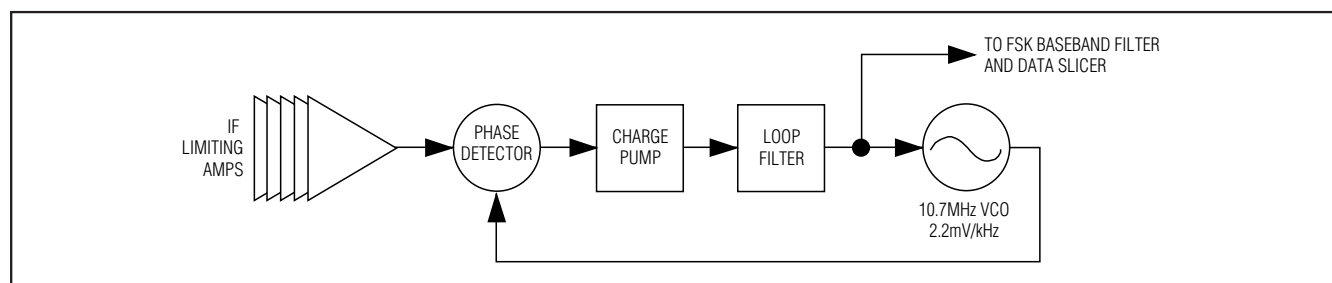 TO FSK BASEBAND FILTER
AND DATA SLICER
IF
LIMITING
AMPS
PHASE
DETECTOR
CHARGE
PUMP
LOOP
FILTER
10.7MHz VCO
2.2mV/kHz